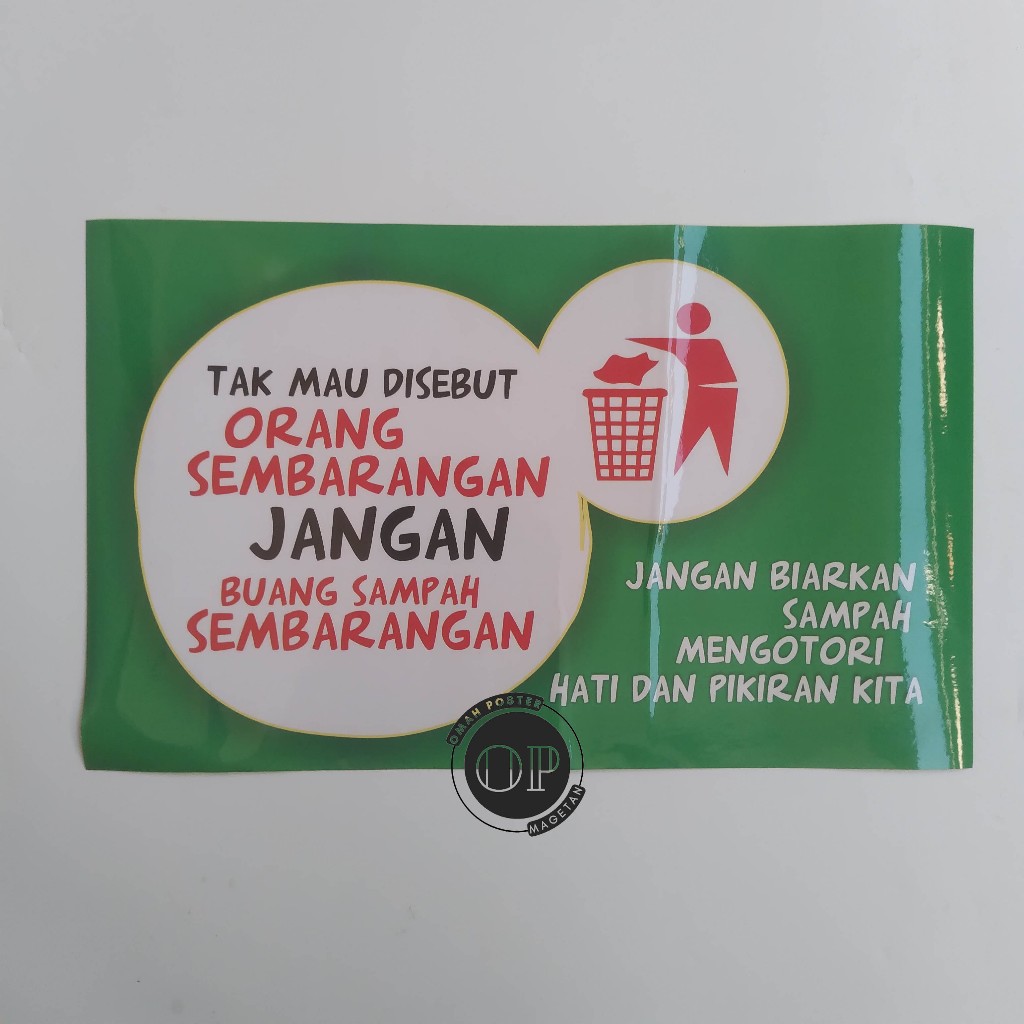 TAK MAU DISEBUT
ORANG
SEMBARANGAN
JANGAN
BUANG SAMPAH
SEMBARANGAN
JANGAN BIARKAN
SAMPAH
MENGOTORI
HATI DAN PIKIRAN KITA
OMAH POSTER
OP
MAGETAN